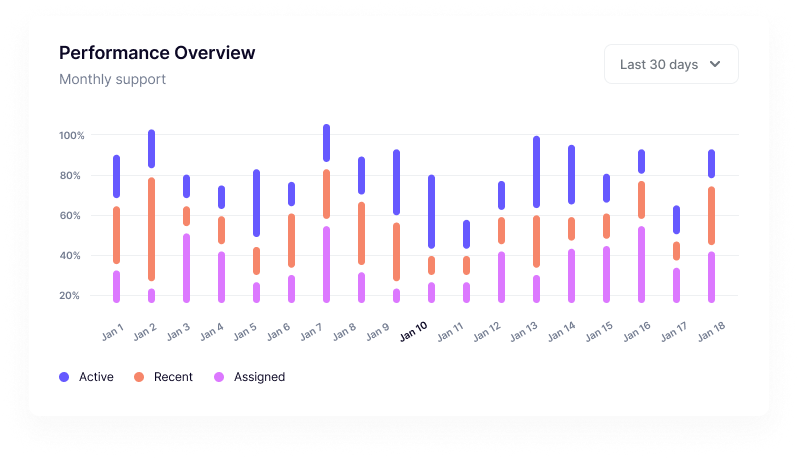 Performance Overview
Monthly support
Last 30 days
100%
80%
60%
40%
20%
Jan 1 Jan 2 Jan 3 Jan 4 Jan 5 Jan 6 Jan 7 Jan 8 Jan 9 Jan 10 Jan 11 Jan 12 Jan 13 Jan 14 Jan 15 Jan 16 Jan 17 Jan 18
Active Recent Assigned